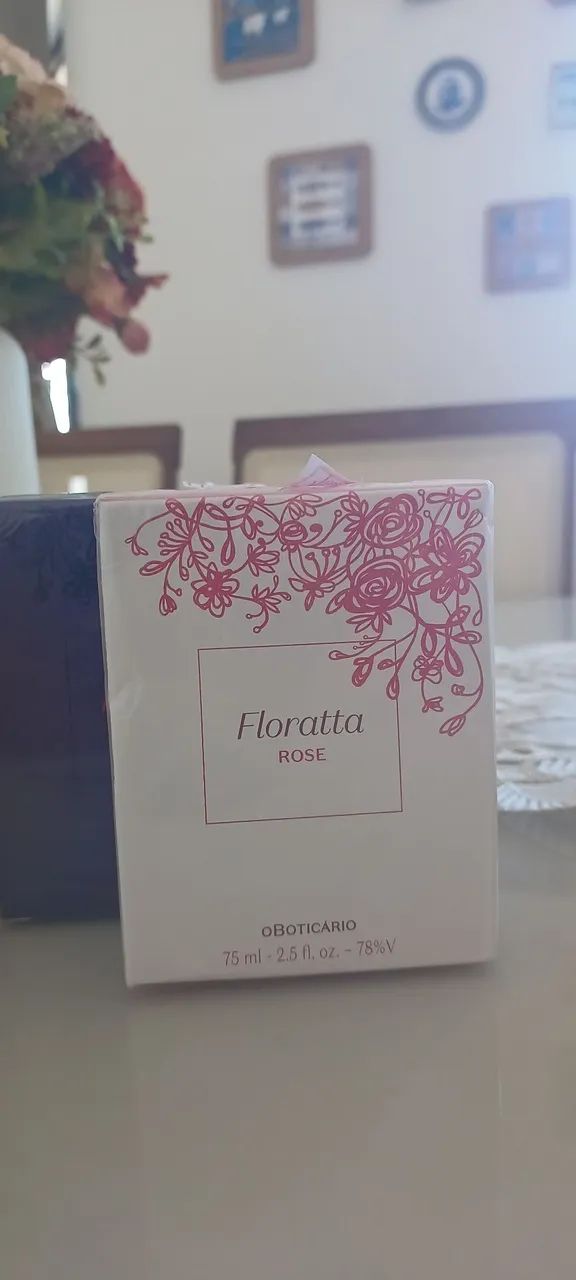 Floratta
ROSE
oBOTICÁRIO
75 ml - 2.5 fl. oz. - 78%V